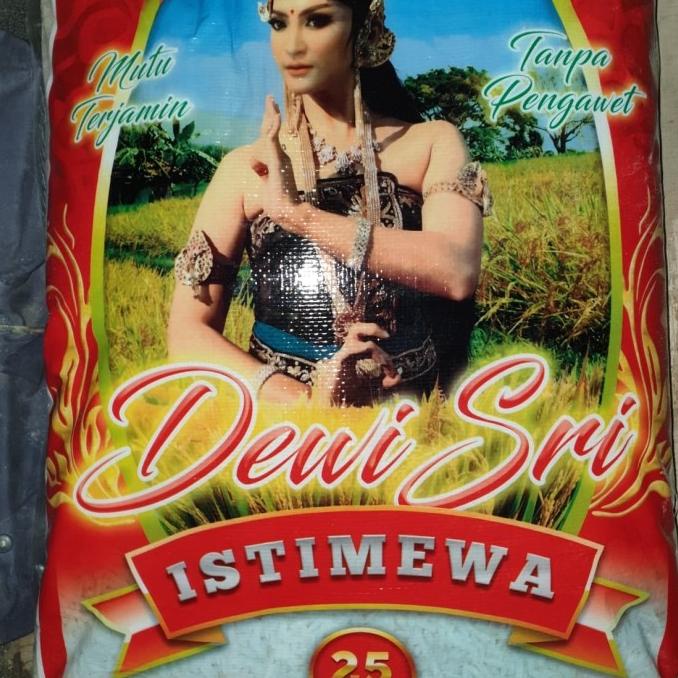 Mutu
Terjamin
Tanpa
Pengawet
Dewi Sri
ISTIMEWA
25